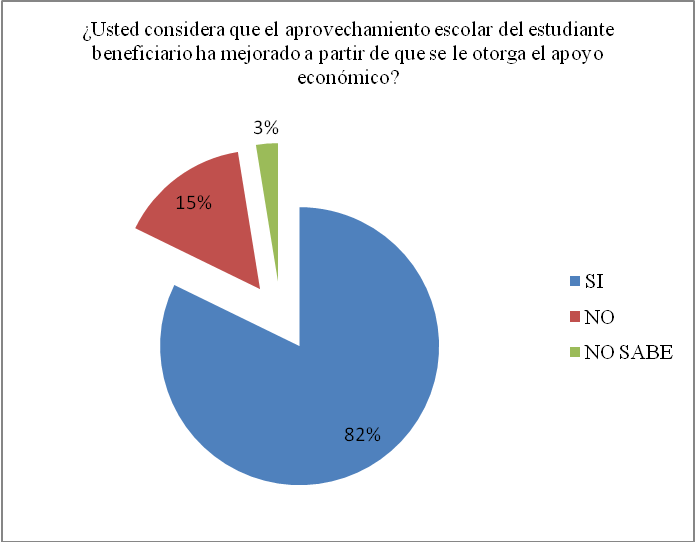 ¿Usted considera que el aprovechamiento escolar del estudiante
beneficiario ha mejorado a partir de que se le otorga el apoyo
económico?
3%
15%
SI
NO
NO SABE
82%